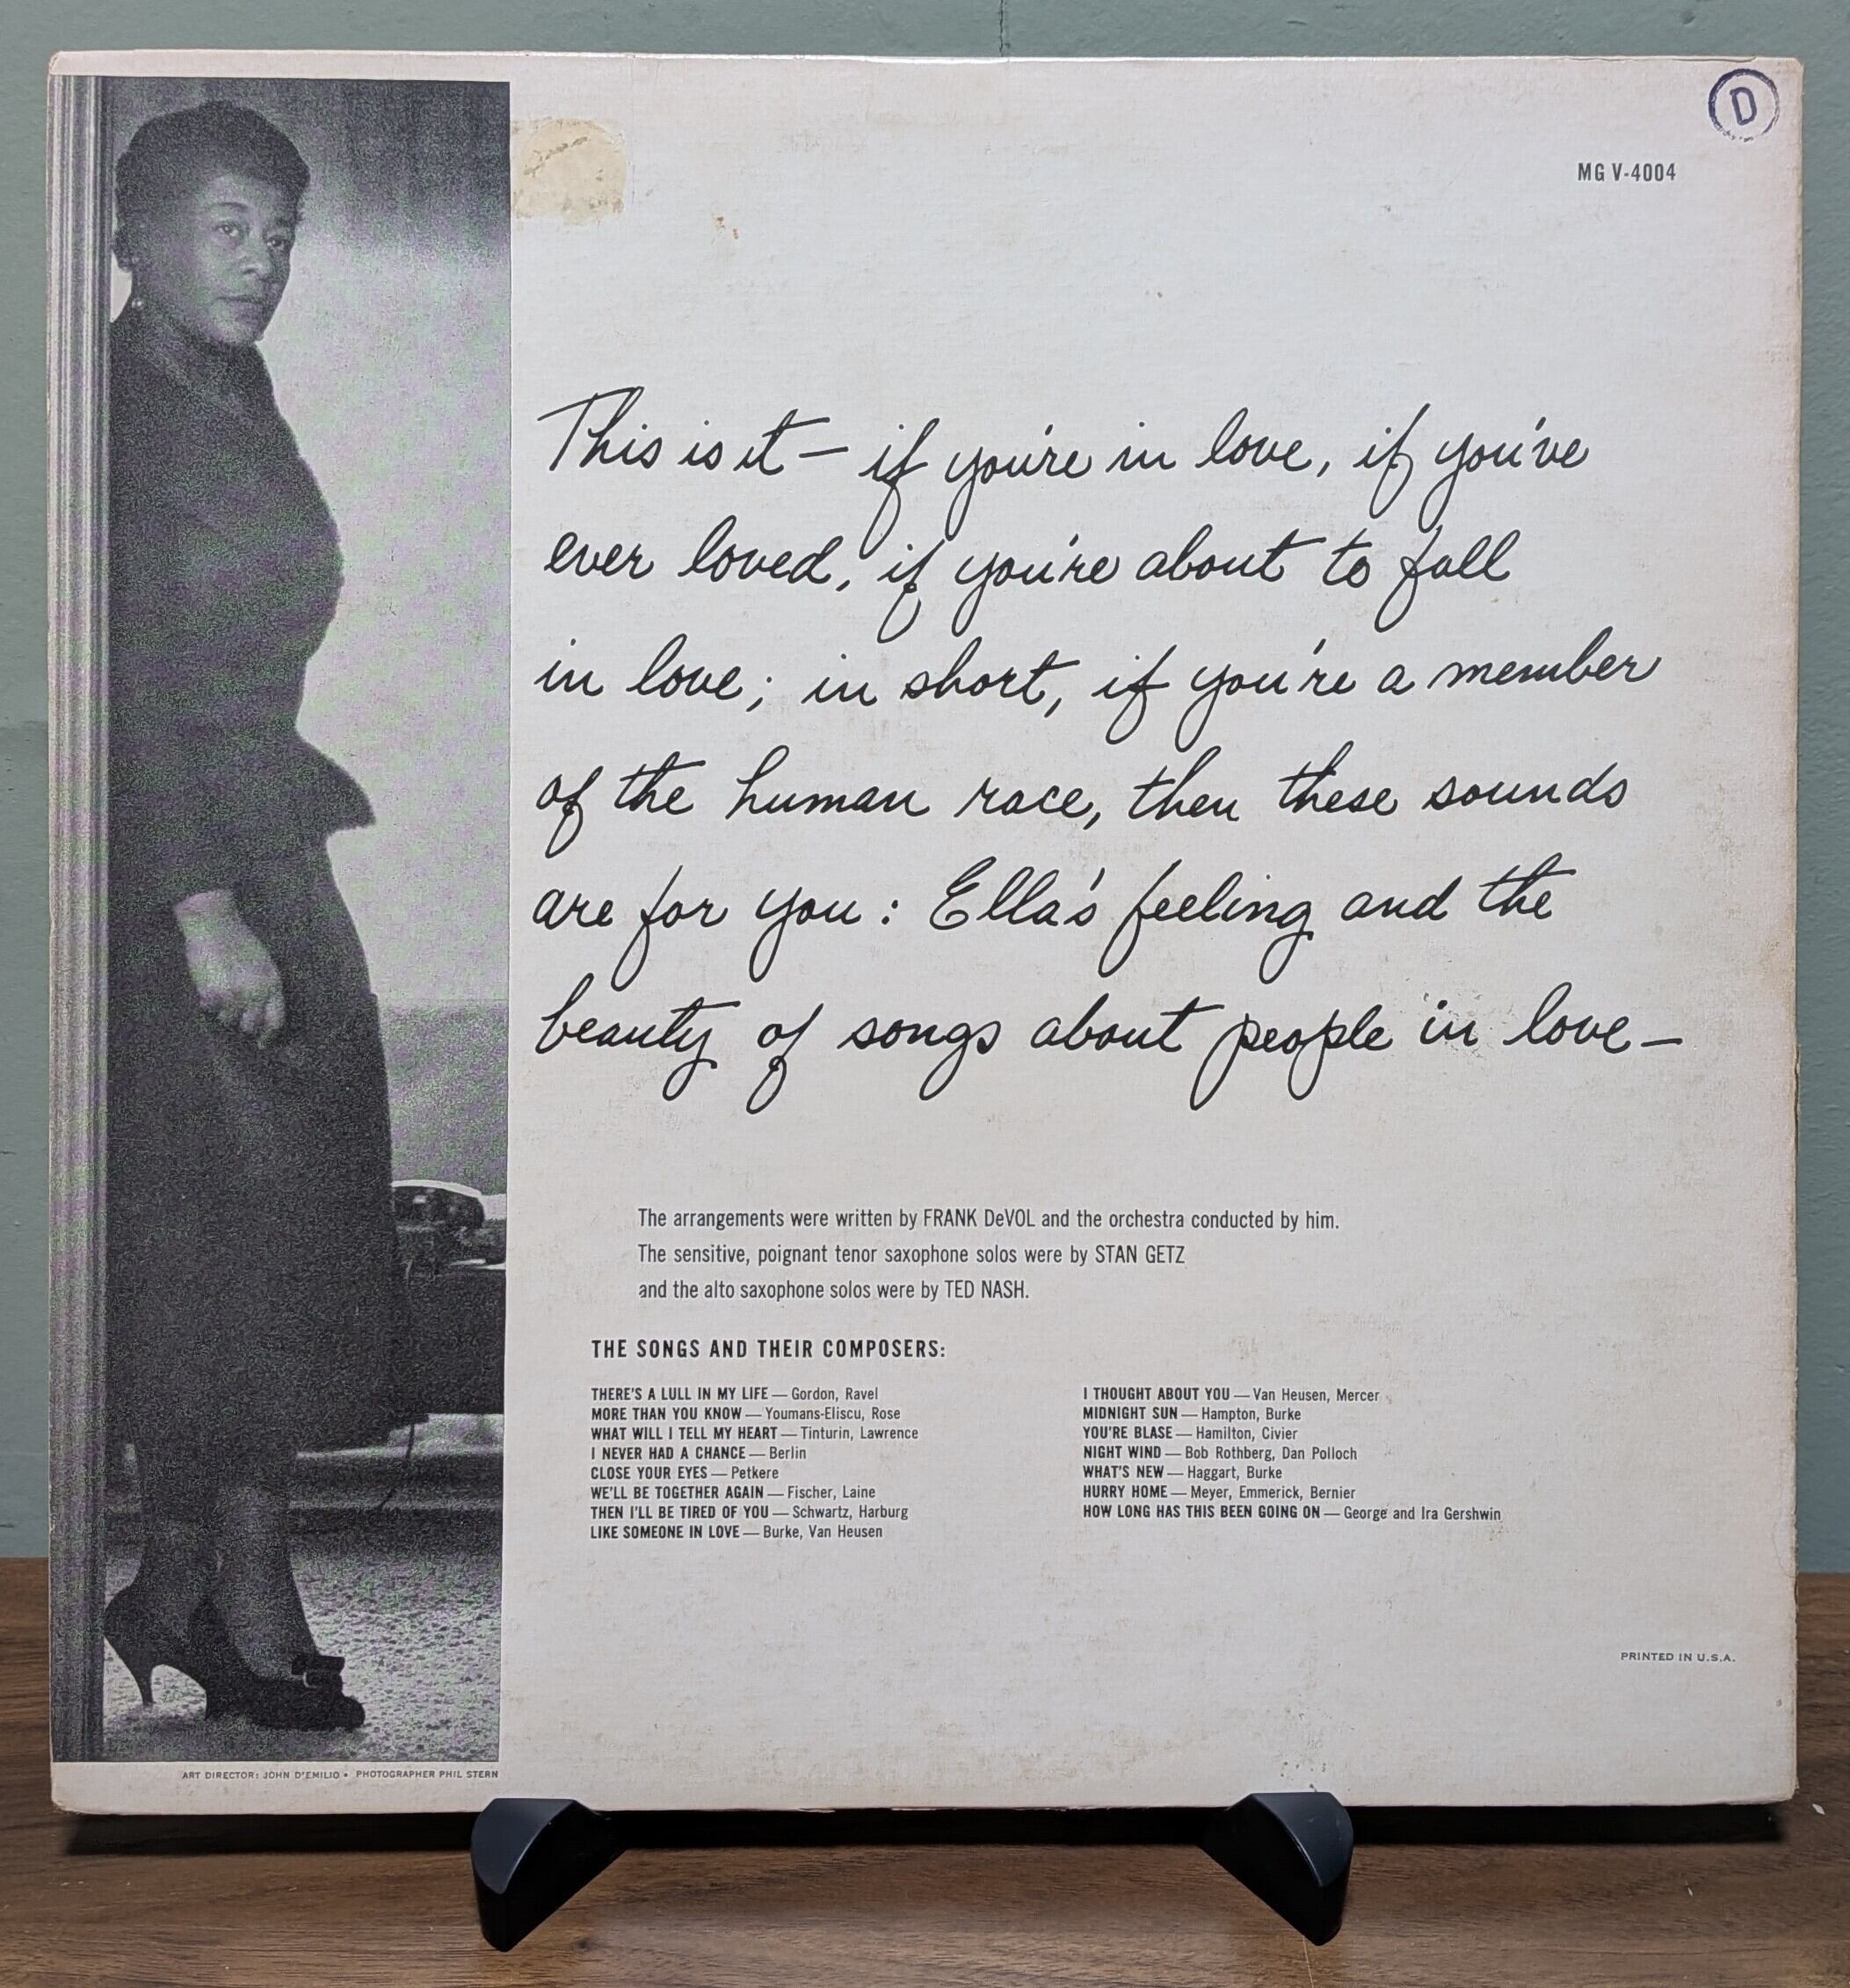 D
MG V-4004
This is it — if you're in love, if you've
ever loved, if you're about to fall
in love; in short, if you're a member
of the human race, then these sounds
are for you: Ella's feeling and the
beauty of songs about people in love —
The arrangements were written by FRANK DeVOL and the orchestra conducted by him.
The sensitive, poignant tenor saxophone solos were by STAN GETZ
and the alto saxophone solos were by TED NASH.
THE SONGS AND THEIR COMPOSERS:
THERE'S A LULL IN MY LIFE — Gordon, Ravel
MORE THAN YOU KNOW — Youmans-Eliscu, Rose
WHAT WILL I TELL MY HEART — Tinturin, Lawrence
I NEVER HAD A CHANCE — Berlin
CLOSE YOUR EYES — Petkere
WE'LL BE TOGETHER AGAIN — Fischer, Laine
THEN I'LL BE TIRED OF YOU — Schwartz, Harburg
LIKE SOMEONE IN LOVE — Burke, Van Heusen
I THOUGHT ABOUT YOU — Van Heusen, Mercer
MIDNIGHT SUN — Hampton, Burke
YOU'RE BLASE — Hamilton, Civier
NIGHT WIND — Bob Rothberg, Dan Polloch
WHAT'S NEW — Haggart, Burke
HURRY HOME — Meyer, Emmerick, Bernier
HOW LONG HAS THIS BEEN GOING ON — George and Ira Gershwin
PRINTED IN U.S.A.
ART DIRECTOR: JOHN D'EMILIO • PHOTOGRAPHER PHIL STERN